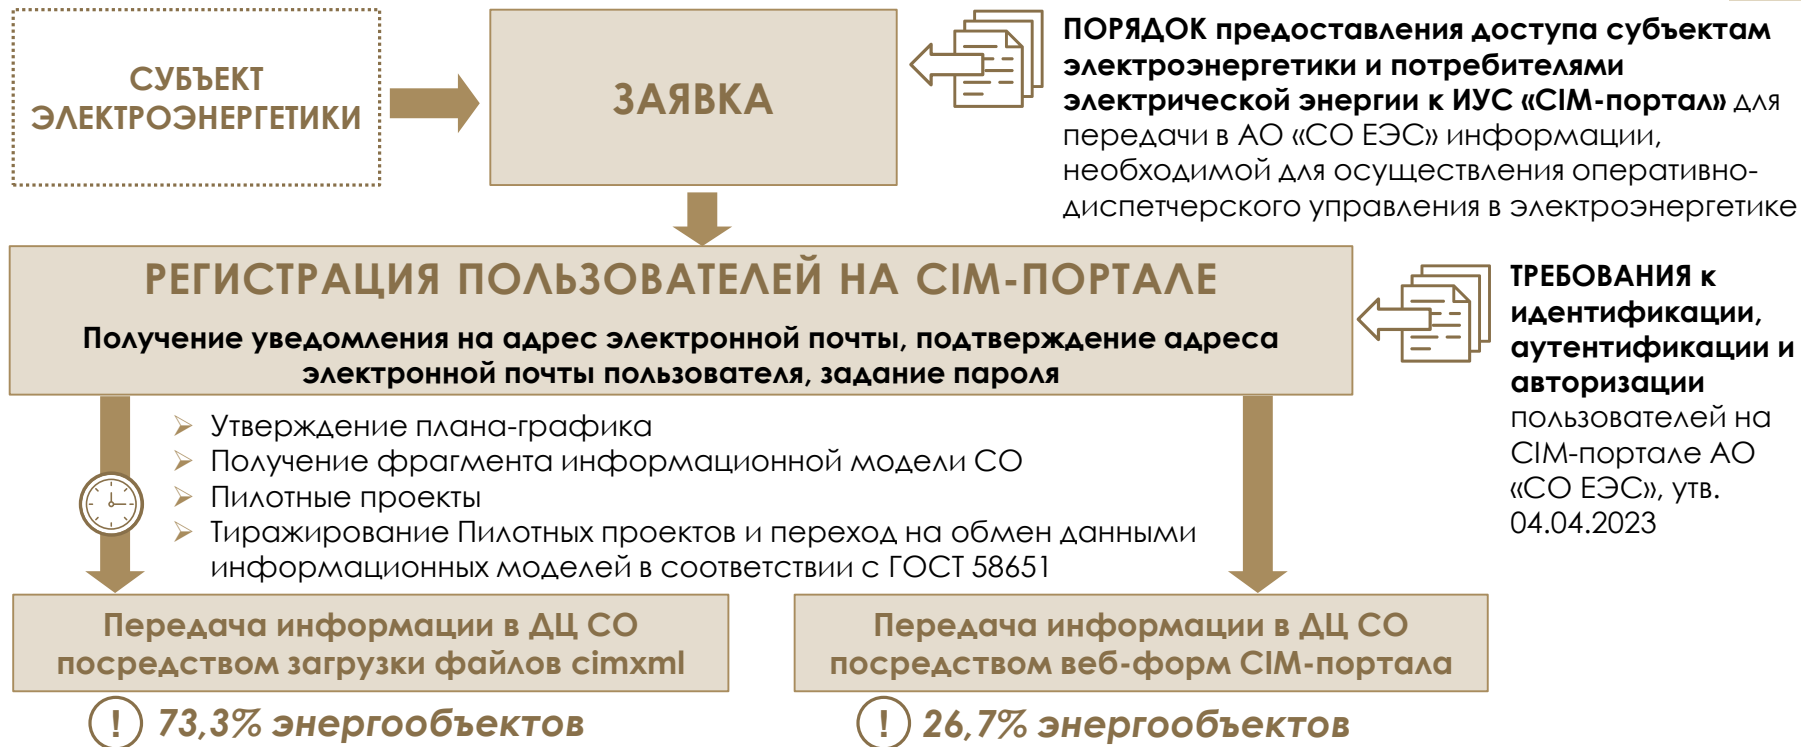 СУБЪЕКТ
ЭЛЕКТРОЭНЕРГЕТИКИ
ЗАЯВКА
ПОРЯДОК предоставления доступа субъектам
электроэнергетики и потребителями
электрической энергии к ИУС «CIM-портал» для
передачи в АО «СО ЕЭС» информации,
необходимой для осуществления оперативно-
диспетчерского управления в электроэнергетике
РЕГИСТРАЦИЯ ПОЛЬЗОВАТЕЛЕЙ НА CIM-ПОРТАЛЕ
Получение уведомления на адрес электронной почты, подтверждение адреса
электронной почты пользователя, задание пароля
ТРЕБОВАНИЯ к
идентификации,
аутентификации и
авторизации
пользователей на
CIM-портале АО
«СО ЕЭС», утв.
04.04.2023
Утверждение плана-графика
Получение фрагмента информационной модели СО
Пилотные проекты
Тиражирование Пилотных проектов и переход на обмен данными
информационных моделей в соответствии с ГОСТ 58651
Передача информации в ДЦ СО
посредством загрузки файлов cimxml
! 73,3% энергообъектов
Передача информации в ДЦ СО
посредством веб-форм CIM-портала
! 26,7% энергообъектов